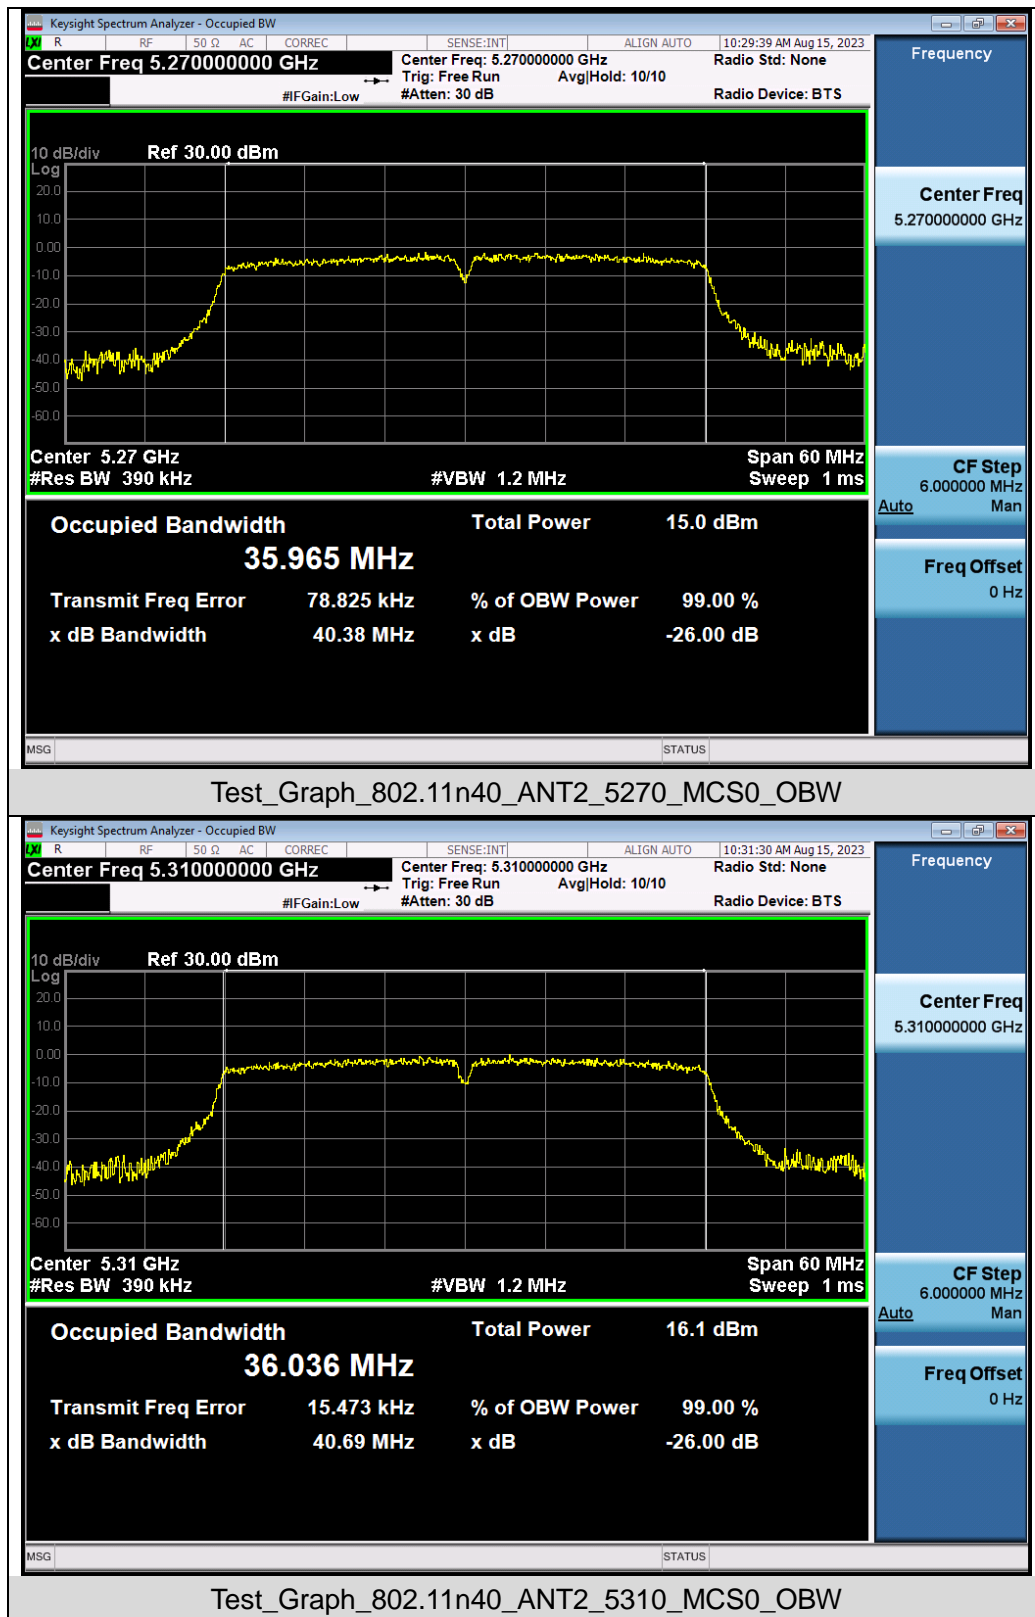 Keysight Spectrum Analyzer - Occupied BW
LXI R RF 50 Ω AC CORREC SENSE:INT ALIGN AUTO 10:29:39 AM Aug 15, 2023
Center Freq 5.270000000 GHz
Center Freq: 5.270000000 GHz
Radio Std: None
Trig: Free Run Avg|Hold: 10/10
#IFGain:Low
#Atten: 30 dB
Radio Device: BTS
Frequency
10 dB/div Ref 30.00 dBm
Log
20.0
10.0
0.00
-10.0
-20.0
-30.0
-40.0
-50.0
-60.0
Center Freq
5.270000000 GHz
Center 5.27 GHz Span 60 MHz
#Res BW 390 kHz #VBW 1.2 MHz Sweep 1 ms
CF Step
6.000000 MHz
Auto Man
Freq Offset
0 Hz
Occupied Bandwidth Total Power 15.0 dBm
35.965 MHz
Transmit Freq Error 78.825 kHz % of OBW Power 99.00 %
x dB Bandwidth 40.38 MHz x dB -26.00 dB
MSG STATUS
Test_Graph_802.11n40_ANT2_5270_MCS0_OBW
Keysight Spectrum Analyzer - Occupied BW
LXI R RF 50 Ω AC CORREC SENSE:INT ALIGN AUTO 10:31:30 AM Aug 15, 2023
Center Freq 5.310000000 GHz
Center Freq: 5.310000000 GHz
Radio Std: None
Trig: Free Run Avg|Hold: 10/10
#IFGain:Low
#Atten: 30 dB
Radio Device: BTS
Frequency
10 dB/div Ref 30.00 dBm
Log
20.0
10.0
0.00
-10.0
-20.0
-30.0
-40.0
-50.0
-60.0
Center Freq
5.310000000 GHz
Center 5.31 GHz Span 60 MHz
#Res BW 390 kHz #VBW 1.2 MHz Sweep 1 ms
CF Step
6.000000 MHz
Auto Man
Freq Offset
0 Hz
Occupied Bandwidth Total Power 16.1 dBm
36.036 MHz
Transmit Freq Error 15.473 kHz % of OBW Power 99.00 %
x dB Bandwidth 40.69 MHz x dB -26.00 dB
MSG STATUS
Test_Graph_802.11n40_ANT2_5310_MCS0_OBW